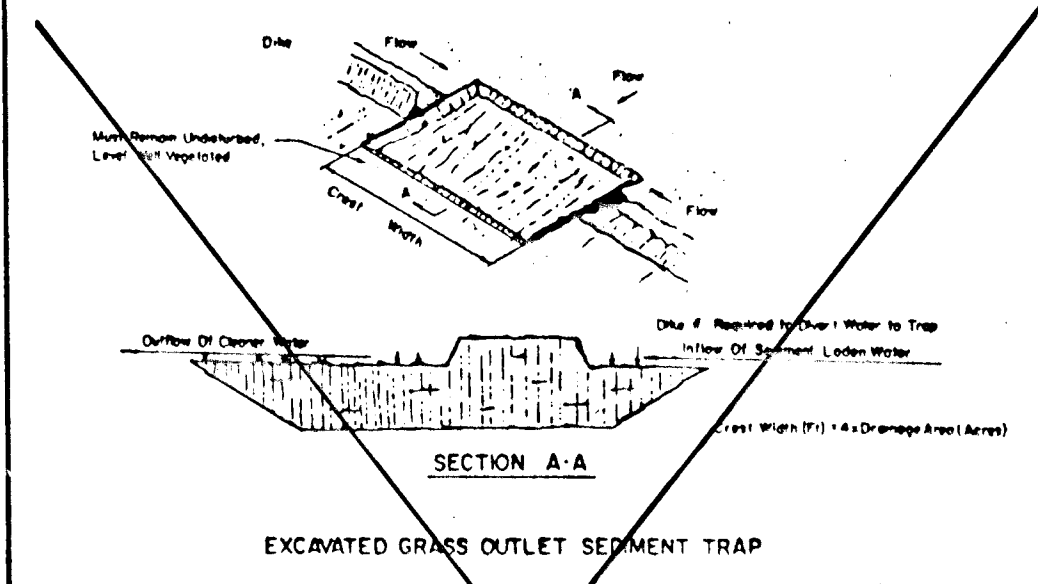 Dike
Flow
Flow
A
Must Remain Undisturbed,
Level, Well Vegetated
A
Crest Width
Flow
Dike if Required to Divert Water to Trap
Outflow Of Cleaner Water
Inflow Of Sediment Laden Water
Crest Width (Ft) = 4 x Drainage Area (Acres)
SECTION A-A
EXCAVATED GRASS OUTLET SEDIMENT TRAP